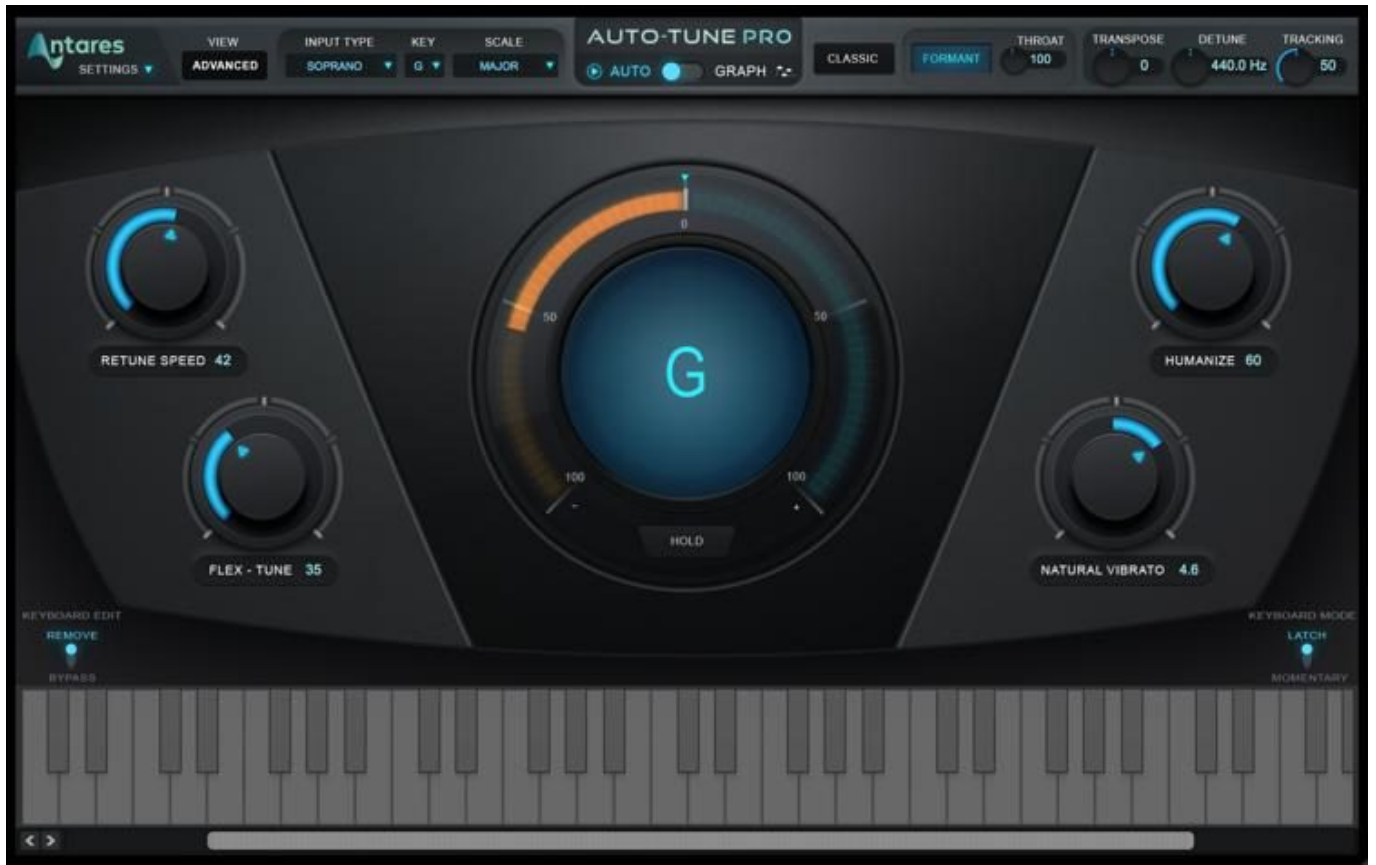 Antares
SETTINGS
VIEW
ADVANCED
INPUT TYPE
SOPRANO
KEY
G
SCALE
MAJOR
AUTO-TUNE PRO
AUTO
GRAPH
CLASSIC
FORMANT
THROAT
100
TRANSPOSE
0
DETUNE
440.0 Hz
TRACKING
50
0
50
50
G
100
100
-
+
HOLD
RETUNE SPEED 42
FLEX - TUNE 35
HUMANIZE 60
NATURAL VIBRATO 4.6
KEYBOARD EDIT
REMOVE
BYPASS
KEYBOARD MODE
LATCH
MOMENTARY